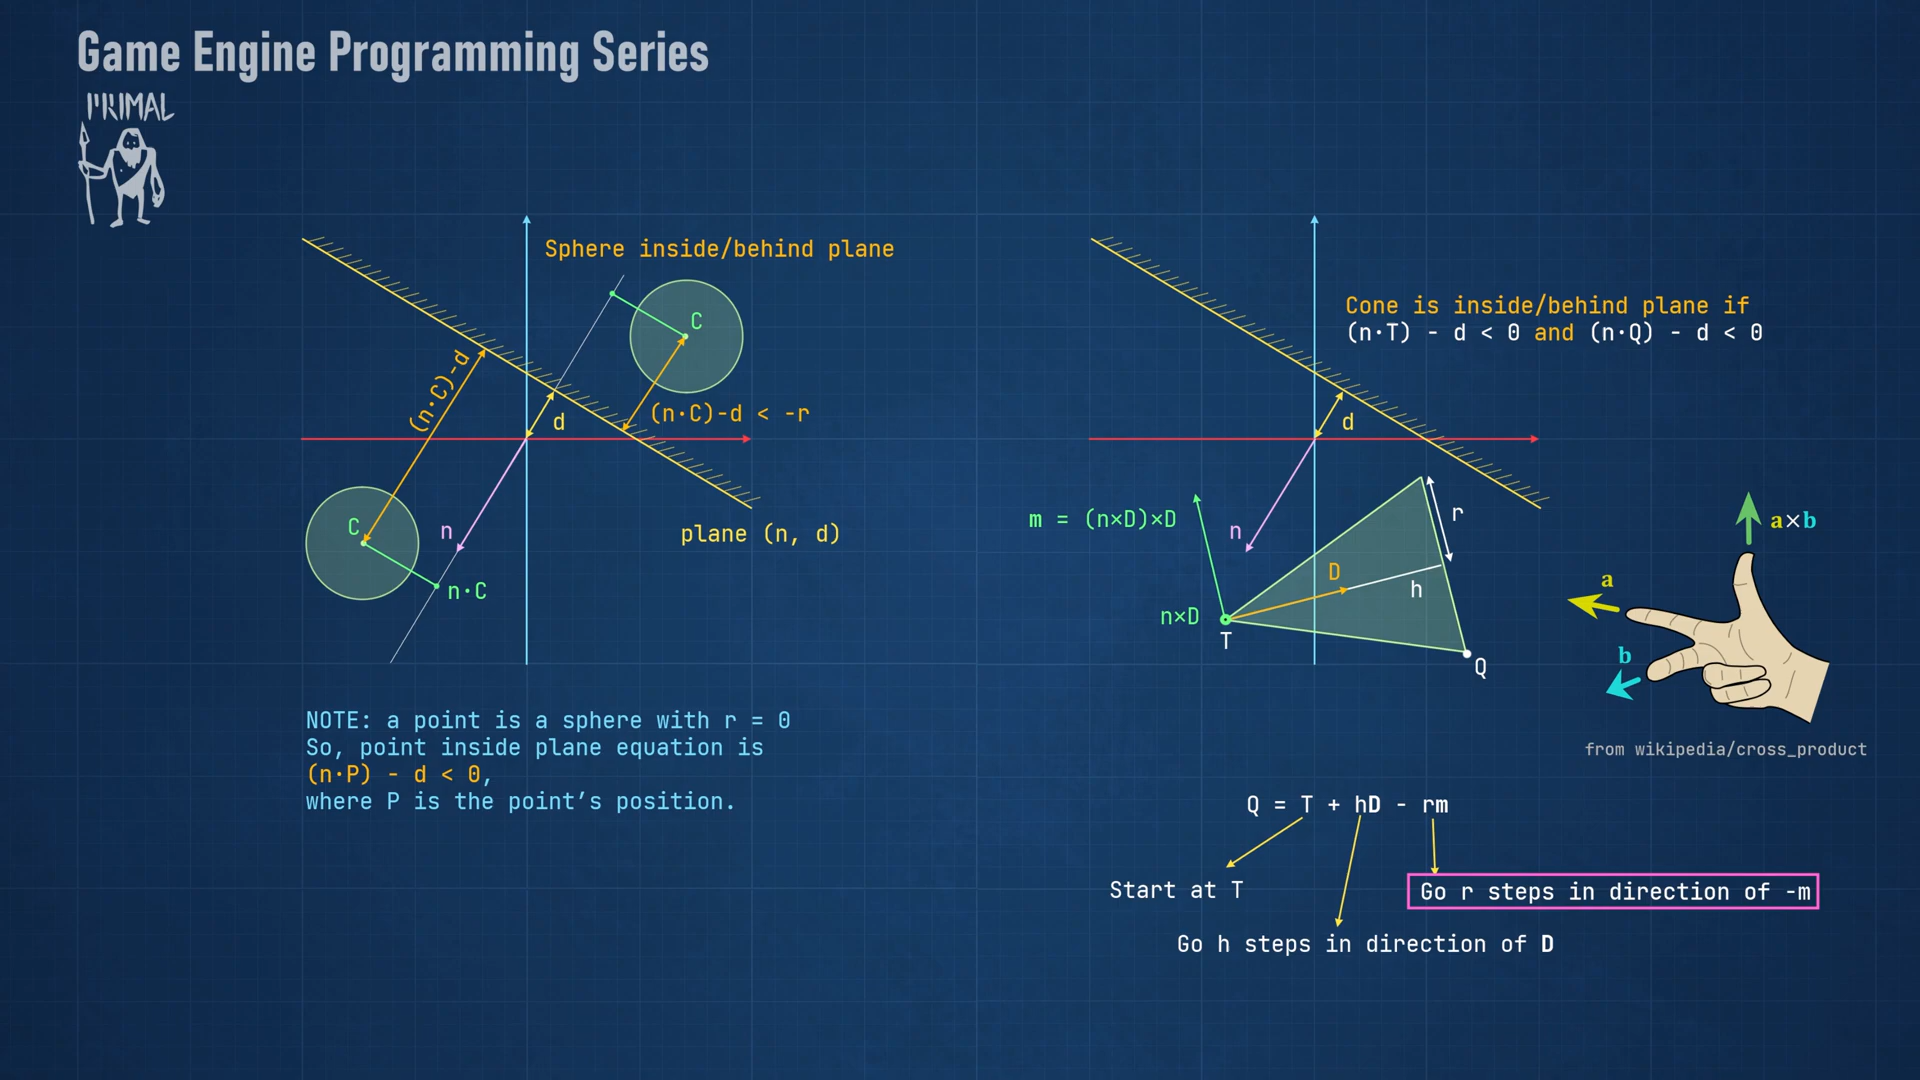 Game Engine Programming Series
PRIMAL
Sphere inside/behind plane
C
(n·C)-d
d
(n·C)-d < -r
n
C
n·C
plane (n, d)
NOTE: a point is a sphere with r = 0
So, point inside plane equation is
(n·P) - d < 0,
where P is the point’s position.
Cone is inside/behind plane if
(n·T) - d < 0 and (n·Q) - d < 0
d
m = (n×D)×D
n
r
D
h
n×D
T
Q
a×b
a
b
from wikipedia/cross_product
Q = T + hD - rm
Start at T
Go r steps in direction of -m
Go h steps in direction of D